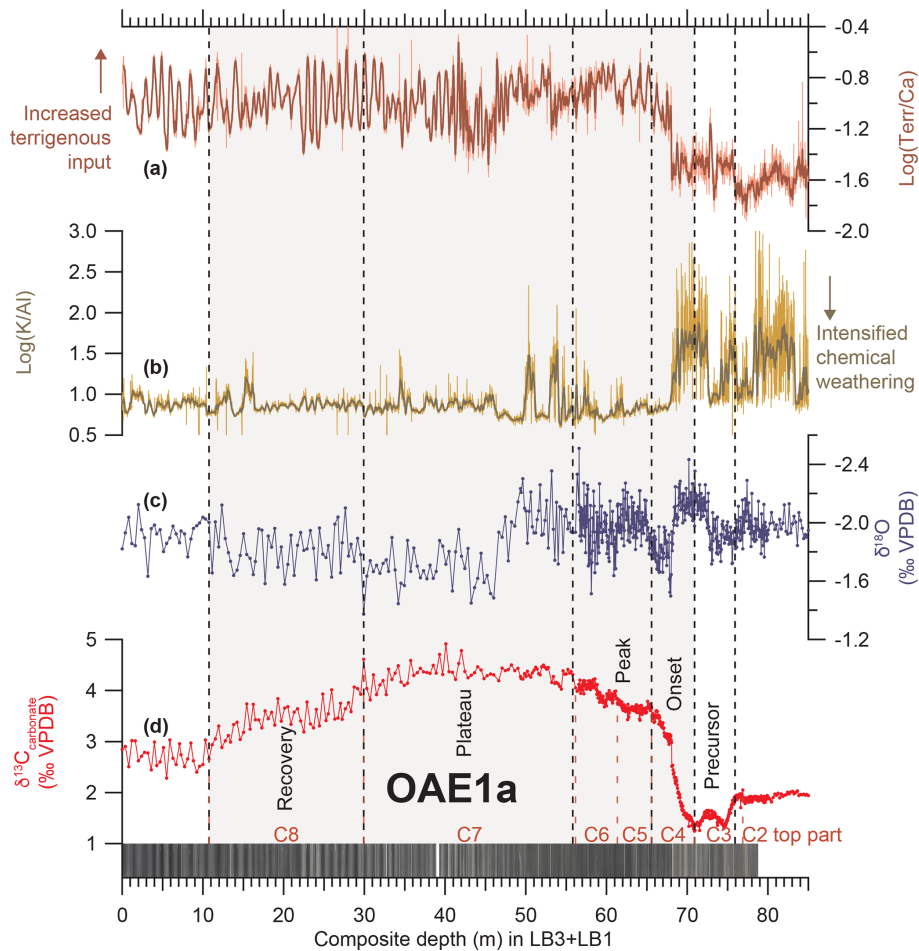 -0.4
-0.8
-1.2
-1.6
-2.0
Log(Terr/Ca)
Increased
terrigenous
input
(a)
3.0
2.5
2.0
1.5
1.0
0.5
Log(K/Al)
(b)
Intensified
chemical
weathering
-2.4
-2.0
-1.6
-1.2
δ18O
(‰ VPDB)
(c)
5
4
3
2
1
δ13Ccarbonate
(‰ VPDB)
(d)
Recovery
Plateau
Peak
Onset
Precursor
OAE1a
C8
C7
C6
C5
C4
C3
C2 top part
0 10 20 30 40 50 60 70 80
Composite depth (m) in LB3+LB1